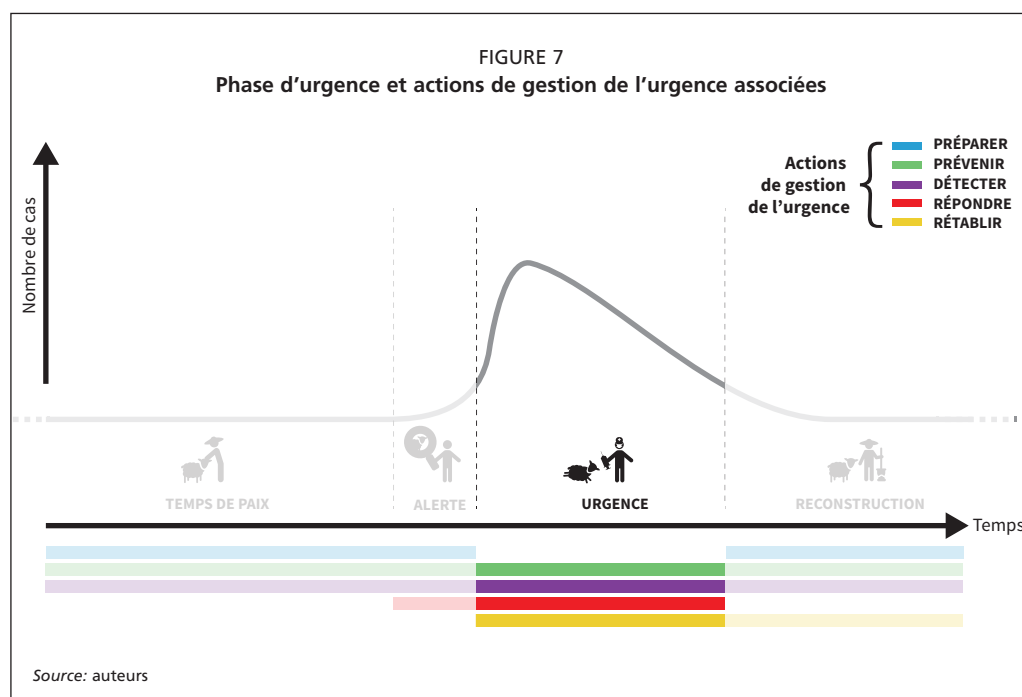 FIGURE 7
Phase d’urgence et actions de gestion de l’urgence associées
Nombre de cas
Actions
de gestion
de l’urgence
PRÉPARER
PRÉVENIR
DÉTECTER
RÉPONDRE
RÉTABLIR
TEMPS DE PAIX
ALERTE
URGENCE
RECONSTRUCTION
Temps
Source: auteurs